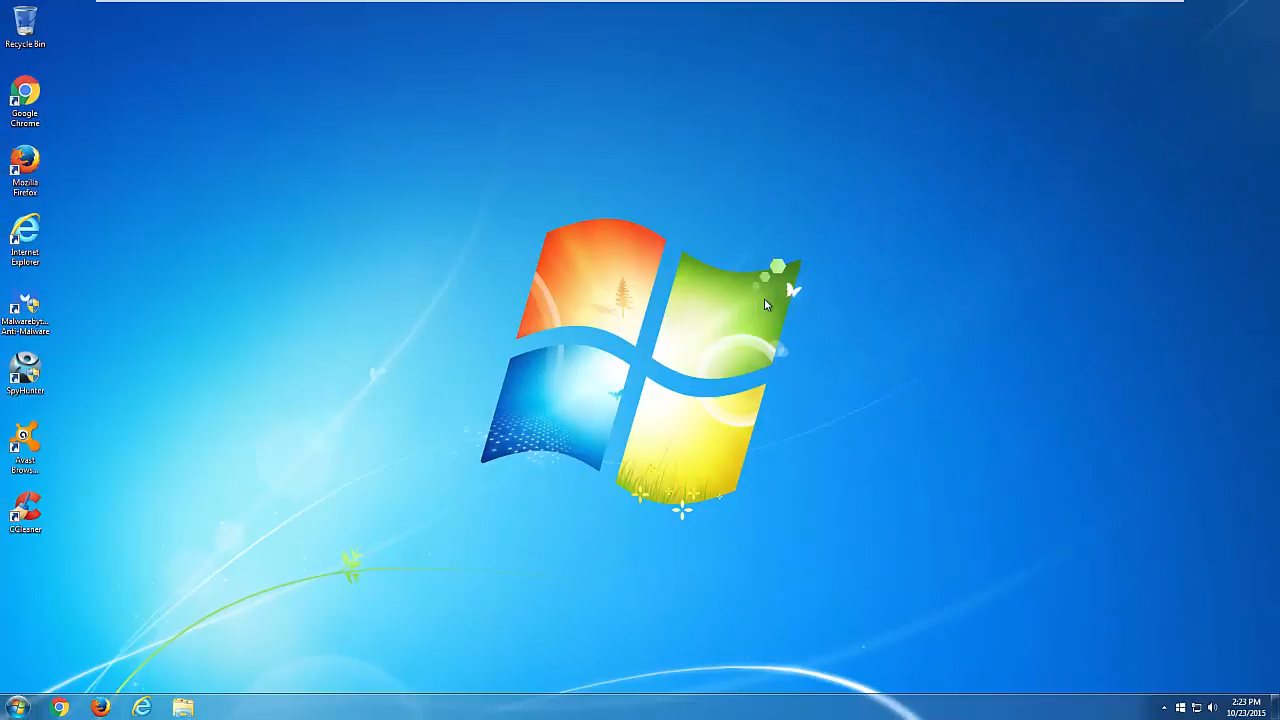 Recycle Bin
Google
Chrome
Mozilla
Firefox
Internet
Explorer
Malwarebyt...
Anti-Malware
SpyHunter
Avast
Brows...
CCleaner
2:23 PM
10/23/2015